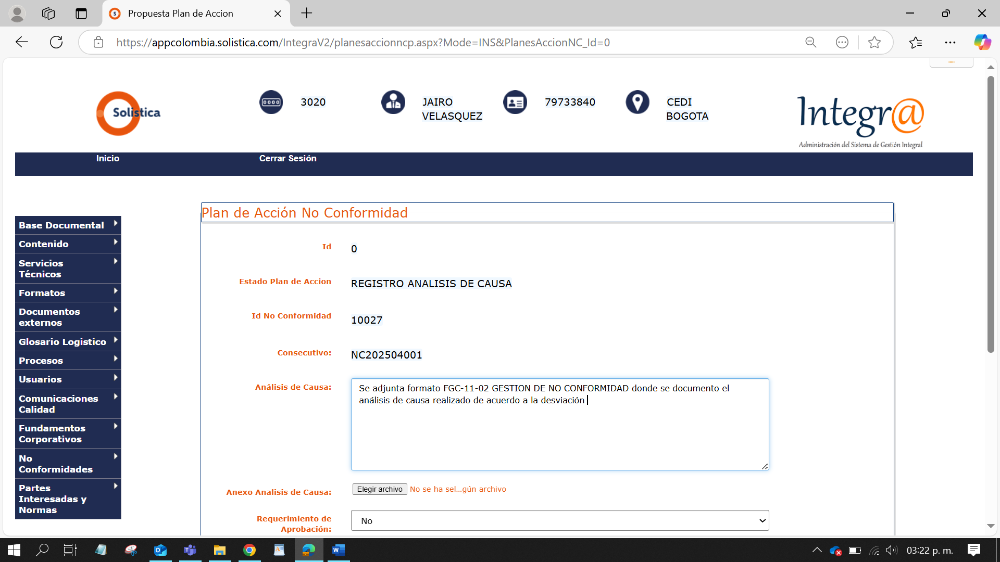 Propuesta Plan de Accion
https://appcolombia.solistica.com/IntegraV2/planesaccionncp.aspx?Mode=INS&PlanesAccionNC_Id=0
Solistica
3020
JAIRO
VELASQUEZ
79733840
CEDI
BOGOTA
Integr@
Administración del Sistema de Gestión Integral
Inicio
Cerrar Sesión
Base Documental
Contenido
Servicios
Técnicos
Formatos
Documentos
externos
Glosario Logistico
Procesos
Usuarios
Comunicaciones
Calidad
Fundamentos
Corporativos
No
Conformidades
Partes
Interesadas y
Normas
Plan de Acción No Conformidad
Id
0
Estado Plan de Accion
REGISTRO ANALISIS DE CAUSA
Id No Conformidad
10027
Consecutivo:
NC202504001
Análisis de Causa:
Se adjunta formato FGC-11-02 GESTION DE NO CONFORMIDAD donde se documento el
análisis de causa realizado de acuerdo a la desviación
Anexo Analisis de Causa:
Elegir archivo No se ha sel...gún archivo
Requerimiento de
Aprobación:
No
03:22 p. m.